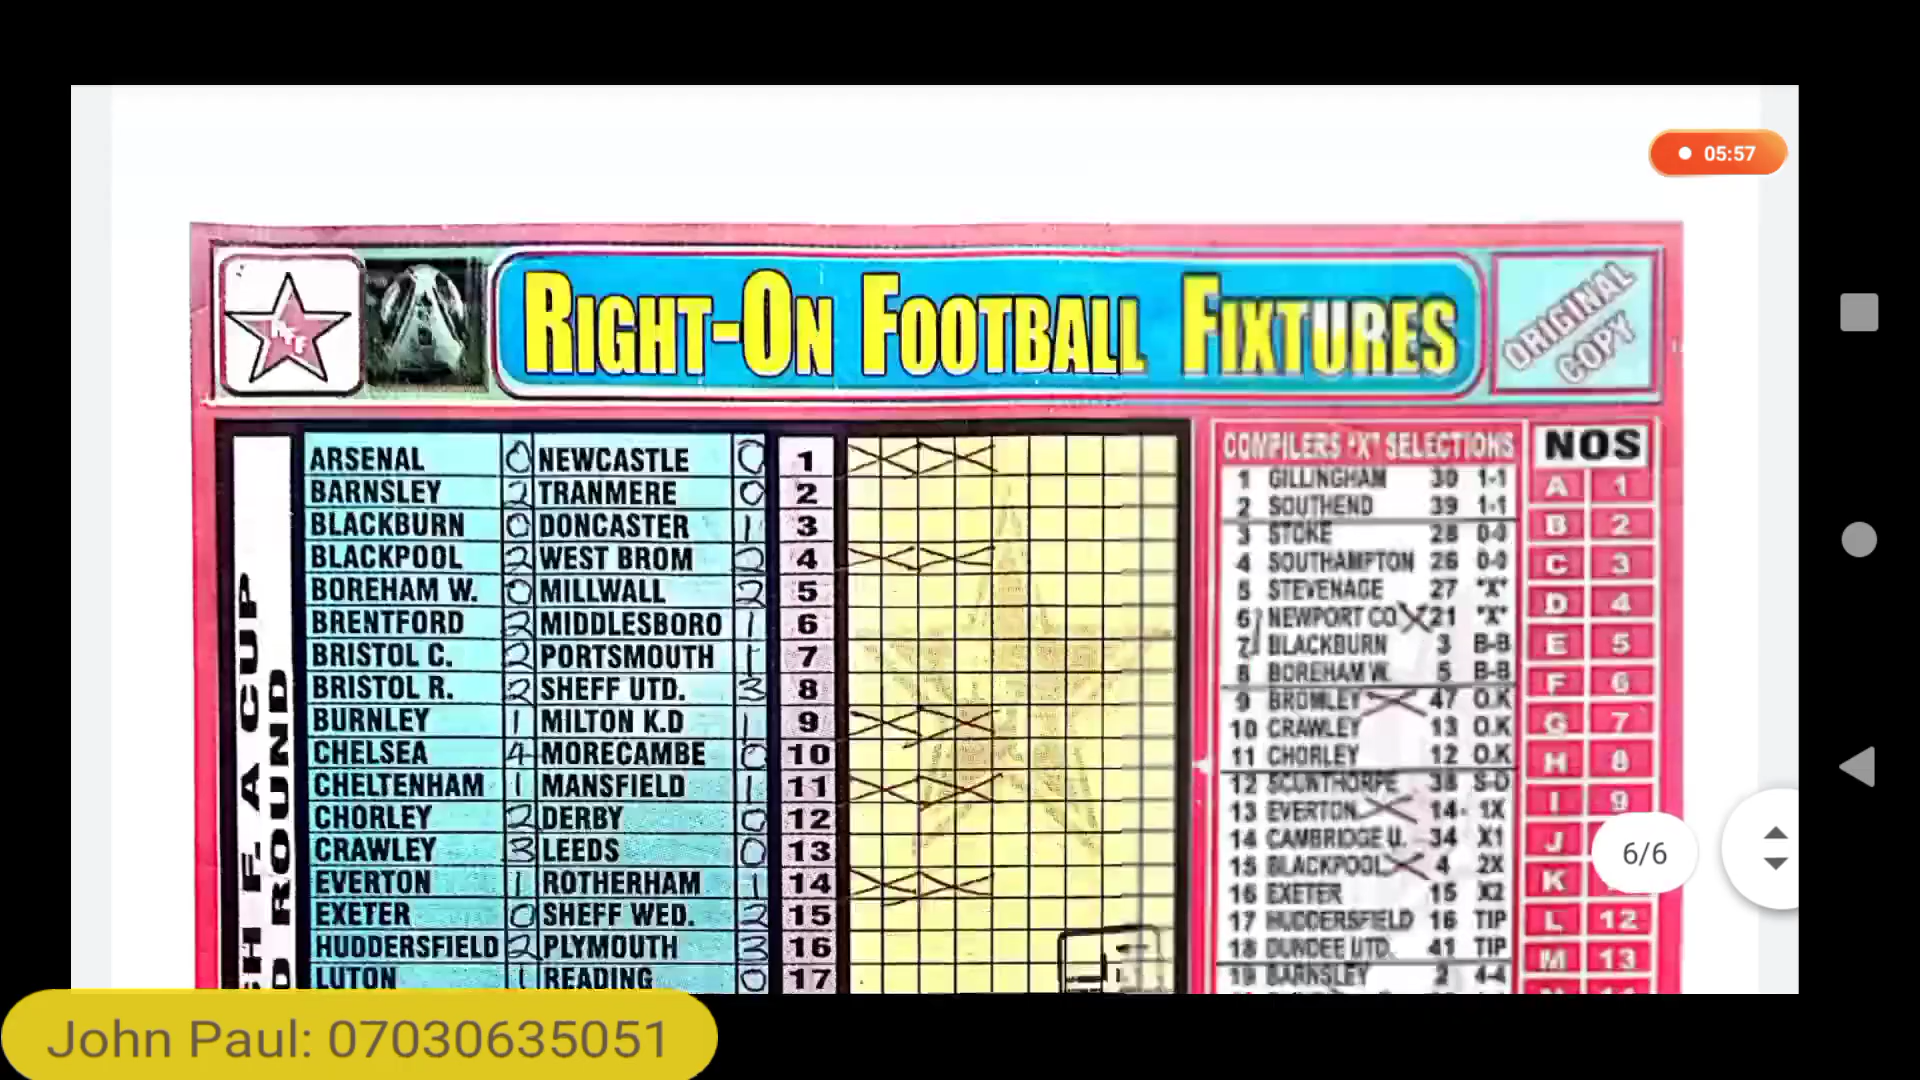 05:57
RFF
RIGHT-ON FOOTBALL FIXTURES
ORIGINAL COPY
F. A CUP
ROUND
ARSENAL 0 NEWCASTLE 0 1
BARNSLEY 2 TRANMERE 0 2
BLACKBURN 0 DONCASTER 1 3
BLACKPOOL 2 WEST BROM 2 4
BOREHAM W. 0 MILLWALL 2 5
BRENTFORD 2 MIDDLESBORO 1 6
BRISTOL C. 2 PORTSMOUTH 1 7
BRISTOL R. 2 SHEFF UTD. 3 8
BURNLEY 1 MILTON K.D 1 9
CHELSEA 4 MORECAMBE 0 10
CHELTENHAM 1 MANSFIELD 1 11
CHORLEY 2 DERBY 0 12
CRAWLEY 3 LEEDS 0 13
EVERTON 1 ROTHERHAM 1 14
EXETER 0 SHEFF WED. 2 15
HUDDERSFIELD 2 PLYMOUTH 3 16
LUTON 1 READING 0 17
COMPILERS "X" SELECTIONS
1 GILLINGHAM 30 1-1
2 SOUTHEND 39 1-1
3 STOKE 28 0-0
4 SOUTHAMPTON 26 0-0
5 STEVENAGE 27 "X"
6 NEWPORT CO 21 "X"
7 BLACKBURN 3 B-B
8 BOREHAM W. 5 B-B
9 BROMLEY 47 O.K
10 CRAWLEY 13 O.K
11 CHORLEY 12 O.K
12 SCUNTHORPE 38 S-D
13 EVERTON 14 1X
14 CAMBRIDGE U. 34 X1
15 BLACKPOOL 4 2X
16 EXETER 15 X2
17 HUDDERSFIELD 16 TIP
18 DUNDEE UTD. 41 TIP
19 BARNSLEY 2 4-4
NOS
A 1
B 2
C 3
D 4
E 5
F 6
G 7
H 8
I 9
J
K
L 12
M 13
6/6
John Paul: 07030635051